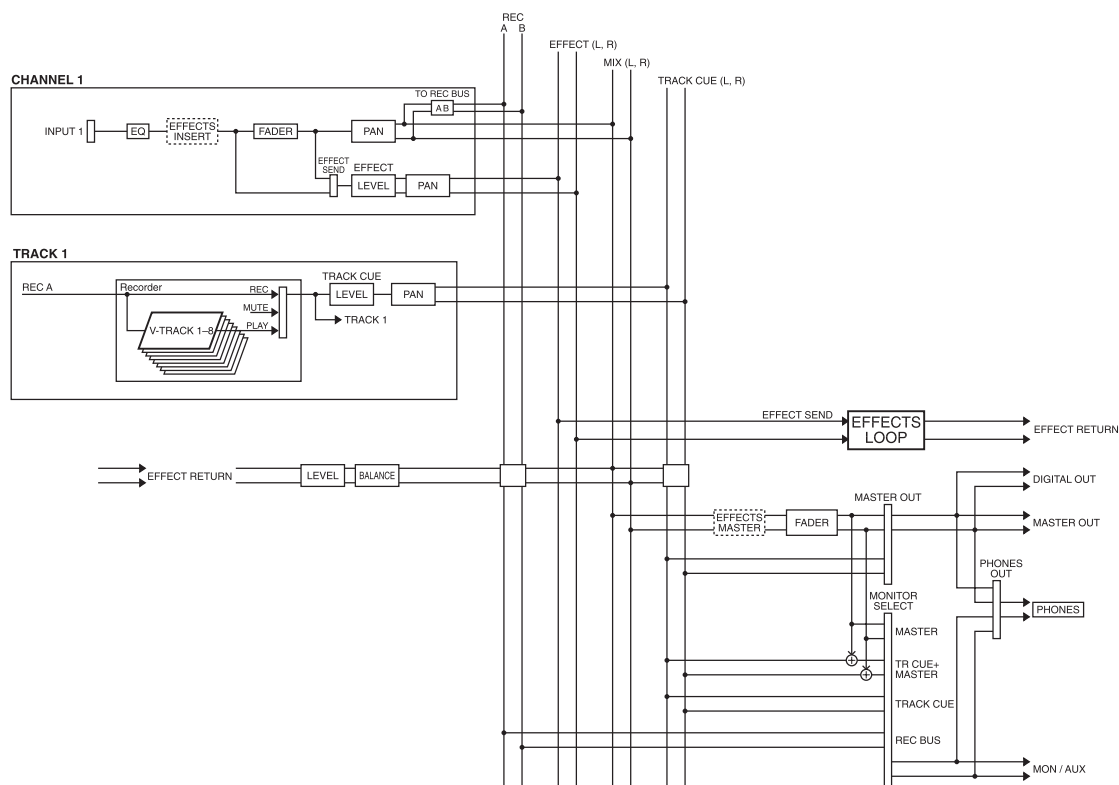 REC
A B
EFFECT (L, R)
MIX (L, R)
TRACK CUE (L, R)
CHANNEL 1
TO REC BUS
A B
INPUT 1
EQ
EFFECTS
INSERT
FADER
PAN
EFFECT
SEND
EFFECT
LEVEL
PAN
TRACK 1
REC A
Recorder
REC
MUTE
PLAY
V-TRACK 1–8
TRACK CUE
LEVEL
PAN
TRACK 1
EFFECT SEND
EFFECTS
LOOP
EFFECT RETURN
EFFECT RETURN
LEVEL
BALANCE
DIGITAL OUT
MASTER OUT
EFFECTS
MASTER
FADER
MASTER OUT
PHONES
OUT
PHONES
MONITOR
SELECT
MASTER
TR CUE+
MASTER
TRACK CUE
REC BUS
MON / AUX